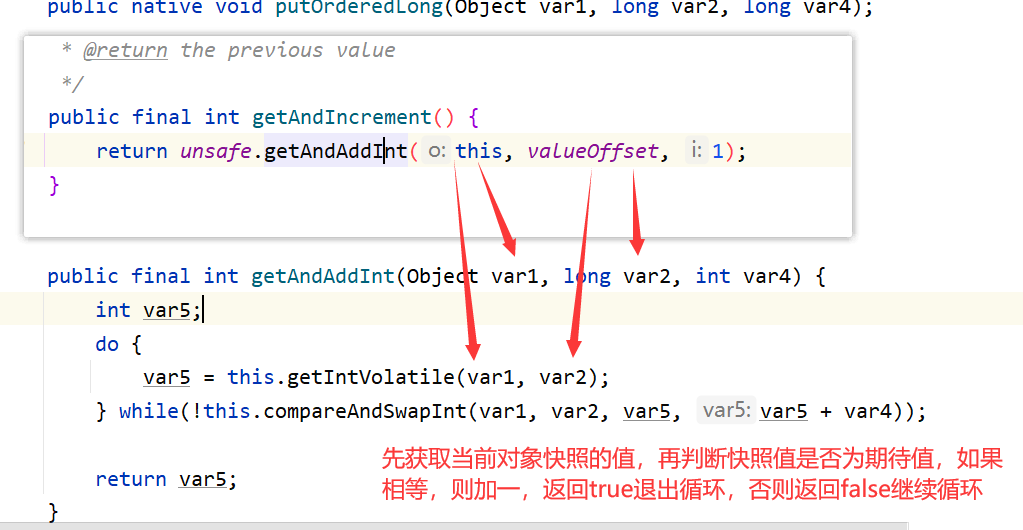 public native void putOrderedLong(Object var1, long var2, long var4);
* @return the previous value
*/
public final int getAndIncrement() {
return unsafe.getAndAddInt( o: this, valueOffset, i: 1);
}
public final int getAndAddInt(Object var1, long var2, int var4) {
int var5;
do {
var5 = this.getIntVolatile(var1, var2);
} while(!this.compareAndSwapInt(var1, var2, var5, var5: var5 + var4));
先获取当前对象快照的值，再判断快照值是否为期待值，如果
return var5;
相等，则加一，返回true退出循环，否则返回false继续循环
}